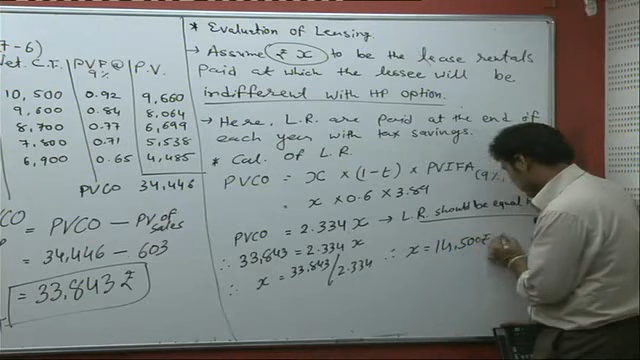 7-6)
Net. C.F. PVF@ 9% P.V.
10,500 0.92 9,660
9,600 0.84 8,064
8,700 0.77 6,699
7,800 0.71 5,538
6,900 0.65 4,485
PVCO 34,446
CO = PVCO - PV of sales
= 34,446 - 603
= 33,843 ₹
* Evaluation of Leasing.
→ Assume ₹ x to be the lease rentals
paid at which the lessee will be
indifferent with HP option.
→ Here, L.R. are paid at the end of
each year with tax savings.
* Cal. of L.R.
PVCO = x × (1-t) × PVIFA (9%,
= x × 0.6 × 3.89
PVCO = 2.334 x → L.R. should be equal
∴ 33,843 = 2.334 x
∴ x = 33,843 / 2.334 ∴ x = 14,500 ₹